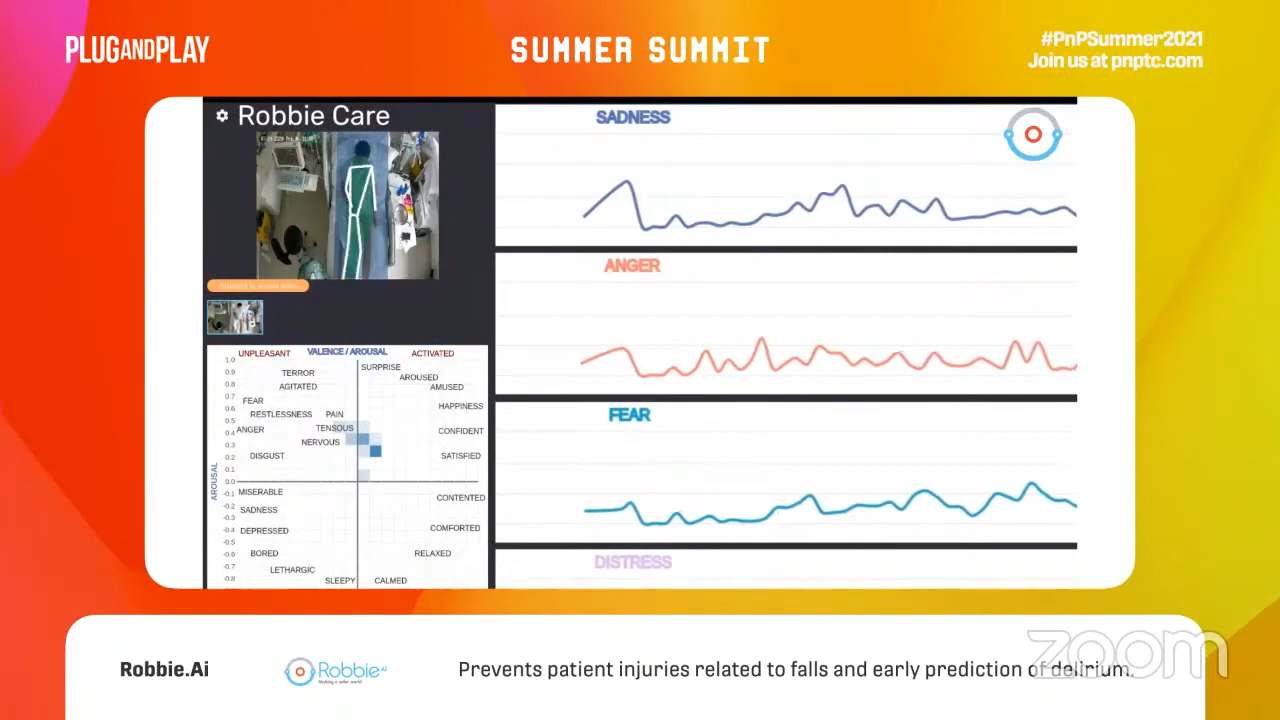 PLUGANDPLAY
SUMMER SUMMIT
#PnPSummer2021
Join us at pnptc.com
Robbie Care
SADNESS
ANGER
FEAR
DISTRESS
VALENCE / AROUSAL
UNPLEASANT
ACTIVATED
SURPRISE
TERROR
AROUSED
AGITATED
AMUSED
FEAR
HAPPINESS
RESTLESSNESS
PAIN
ANGER
TENSOUS
CONFIDENT
NERVOUS
DISGUST
SATISFIED
MISERABLE
CONTENTED
SADNESS
DEPRESSED
COMFORTED
BORED
RELAXED
LETHARGIC
SLEEPY
CALMED
AROUSAL
1.0
0.9
0.8
0.7
0.6
0.5
0.4
0.3
0.2
0.1
0.0
-0.1
-0.2
-0.3
-0.4
-0.5
-0.6
-0.7
-0.8
Robbie.Ai
Robbie AI
Making a safer world
Prevents patient injuries related to falls and early prediction of delirium.
zoom